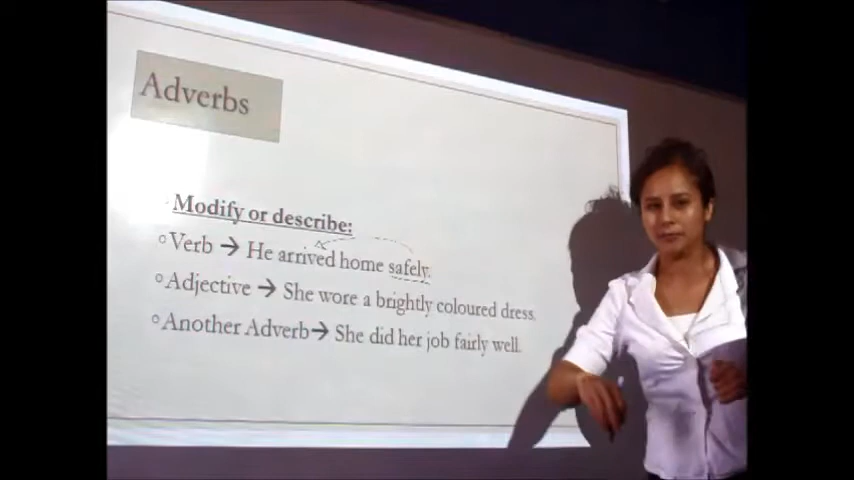 Adverbs
Modify or describe:
Verb → He arrived home safely.
Adjective → She wore a brightly coloured dress.
Another Adverb→ She did her job fairly well.